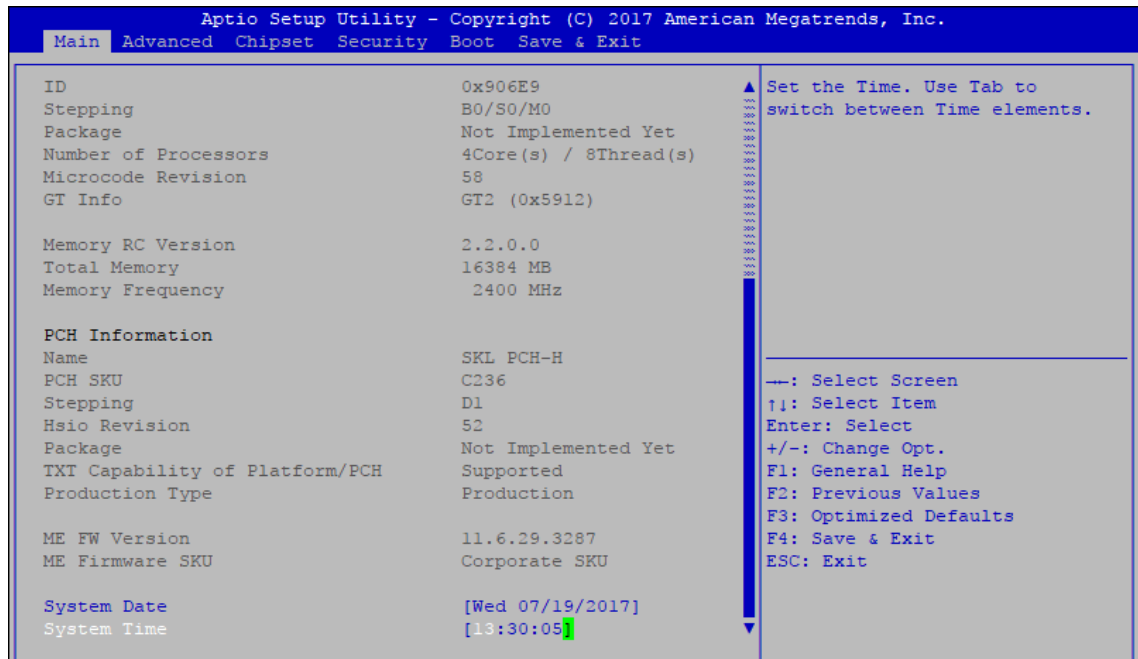 Aptio Setup Utility – Copyright (C) 2017 American Megatrends, Inc.
Main Advanced Chipset Security Boot Save & Exit
ID 0x906E9
Stepping B0/S0/M0
Package Not Implemented Yet
Number of Processors 4Core(s) / 8Thread(s)
Microcode Revision 58
GT Info GT2 (0x5912)
Memory RC Version 2.2.0.0
Total Memory 16384 MB
Memory Frequency 2400 MHz
PCH Information
Name SKL PCH-H
PCH SKU C236
Stepping D1
Hsio Revision 52
Package Not Implemented Yet
TXT Capability of Platform/PCH Supported
Production Type Production
ME FW Version 11.6.29.3287
ME Firmware SKU Corporate SKU
System Date [Wed 07/19/2017]
System Time [13:30:05]
Set the Time. Use Tab to
switch between Time elements.
→←: Select Screen
↑↓: Select Item
Enter: Select
+/-: Change Opt.
F1: General Help
F2: Previous Values
F3: Optimized Defaults
F4: Save & Exit
ESC: Exit